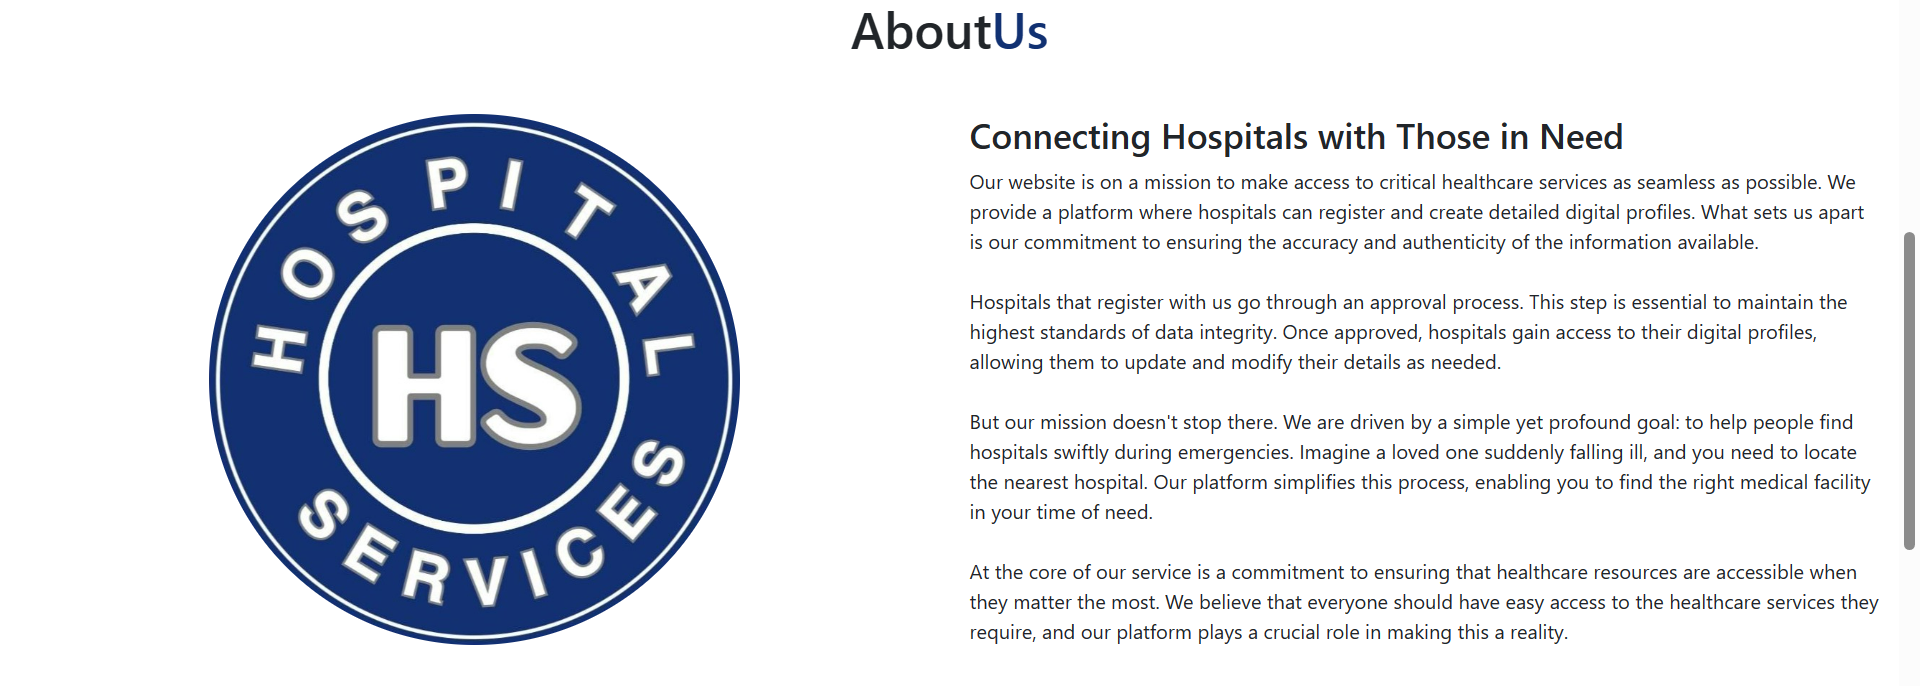 AboutUs
HOSPITAL
HS
SERVICES
Connecting Hospitals with Those in Need
Our website is on a mission to make access to critical healthcare services as seamless as possible. We
provide a platform where hospitals can register and create detailed digital profiles. What sets us apart
is our commitment to ensuring the accuracy and authenticity of the information available.
Hospitals that register with us go through an approval process. This step is essential to maintain the
highest standards of data integrity. Once approved, hospitals gain access to their digital profiles,
allowing them to update and modify their details as needed.
But our mission doesn't stop there. We are driven by a simple yet profound goal: to help people find
hospitals swiftly during emergencies. Imagine a loved one suddenly falling ill, and you need to locate
the nearest hospital. Our platform simplifies this process, enabling you to find the right medical facility
in your time of need.
At the core of our service is a commitment to ensuring that healthcare resources are accessible when
they matter the most. We believe that everyone should have easy access to the healthcare services they
require, and our platform plays a crucial role in making this a reality.